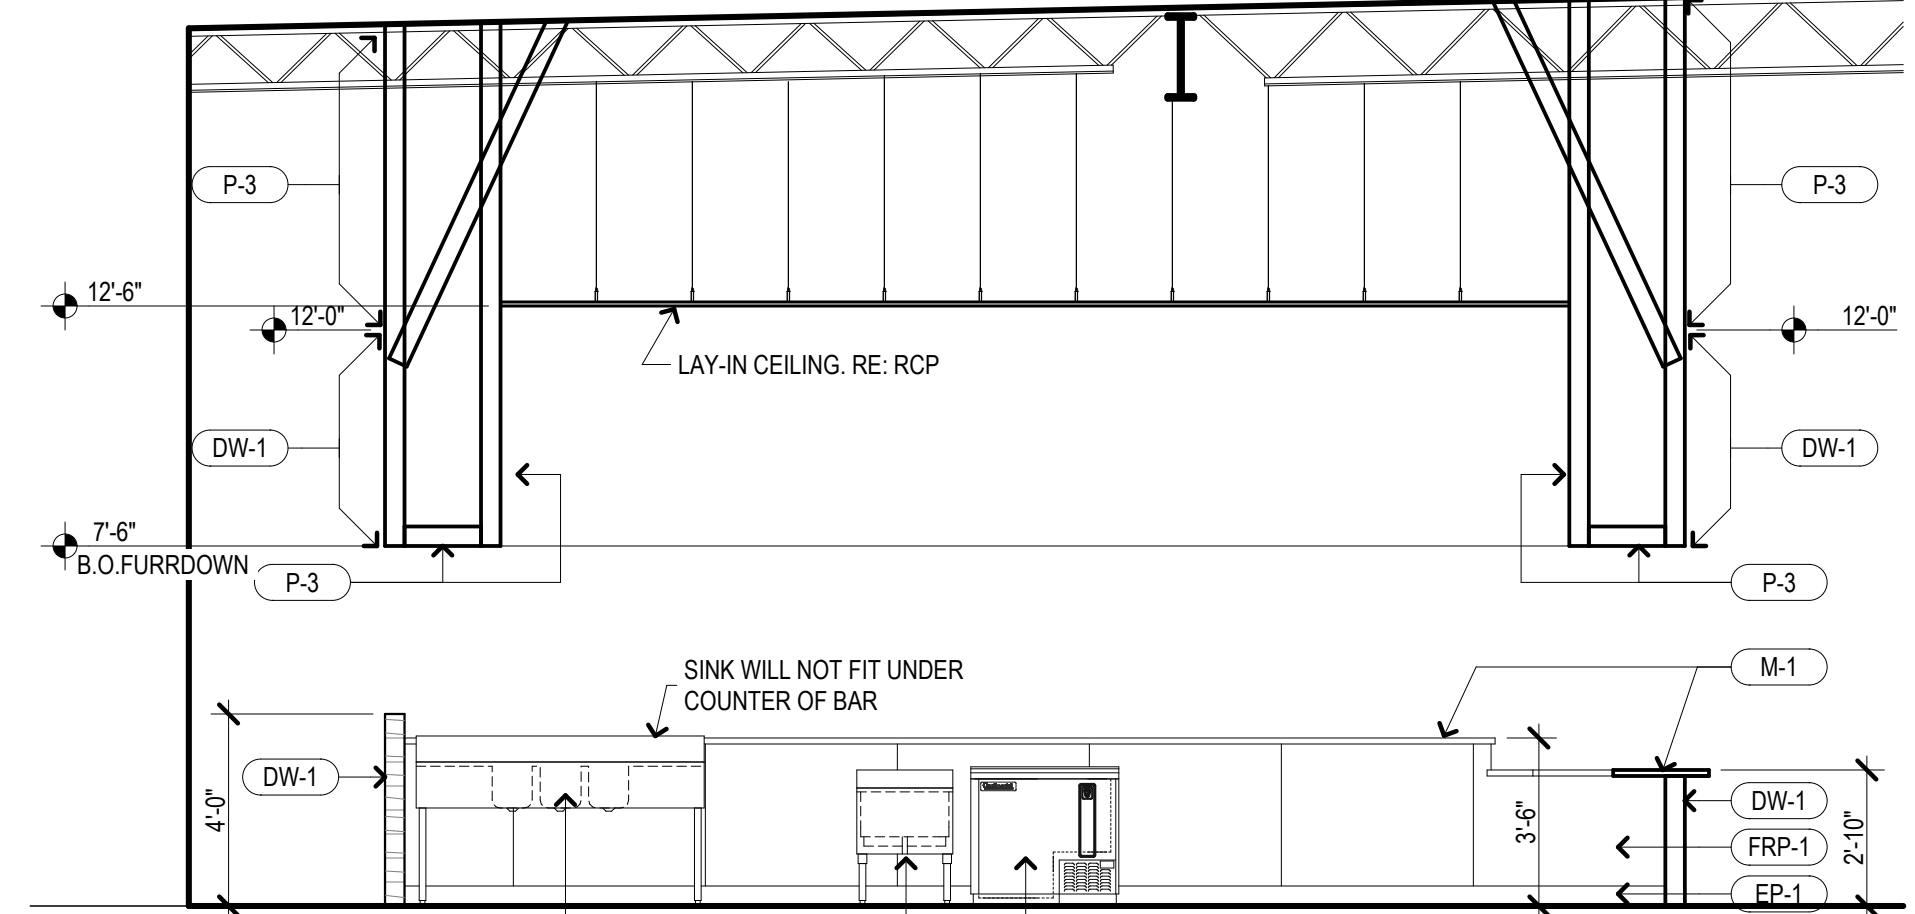 P-3
P-3
12'-6"
12'-0"
12'-0"
LAY-IN CEILING. RE: RCP
DW-1
DW-1
7'-6"
B.O.FURRDOWN
P-3
P-3
SINK WILL NOT FIT UNDER
COUNTER OF BAR
M-1
DW-1
4'-0"
Continental
3'-6"
DW-1
FRP-1
2'-10"
EP-1